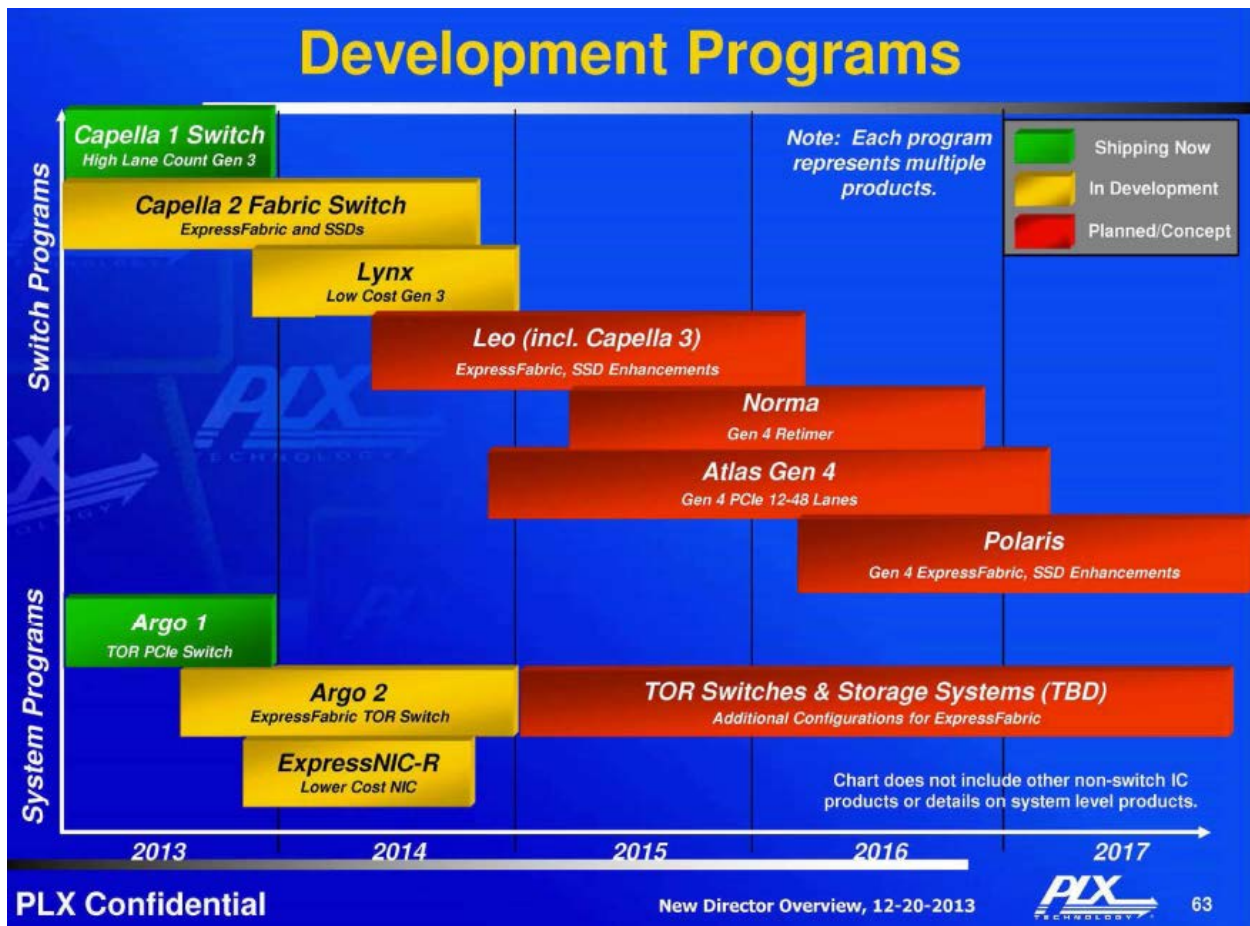 Development Programs
Capella 1 Switch
High Lane Count Gen 3
Note: Each program
represents multiple
products.
Shipping Now
In Development
Planned/Concept
Switch Programs
Capella 2 Fabric Switch
ExpressFabric and SSDs
Lynx
Low Cost Gen 3
Leo (incl. Capella 3)
ExpressFabric, SSD Enhancements
Norma
Gen 4 Retimer
Atlas Gen 4
Gen 4 PCIe 12-48 Lanes
Polaris
Gen 4 ExpressFabric, SSD Enhancements
PLX
TECHNOLOGY
System Programs
Argo 1
TOR PCIe Switch
Argo 2
ExpressFabric TOR Switch
TOR Switches & Storage Systems (TBD)
Additional Configurations for ExpressFabric
ExpressNIC-R
Lower Cost NIC
Chart does not include other non-switch IC
products or details on system level products.
2013
2014
2015
2016
2017
PLX Confidential
New Director Overview, 12-20-2013
PLX
TECHNOLOGY
63